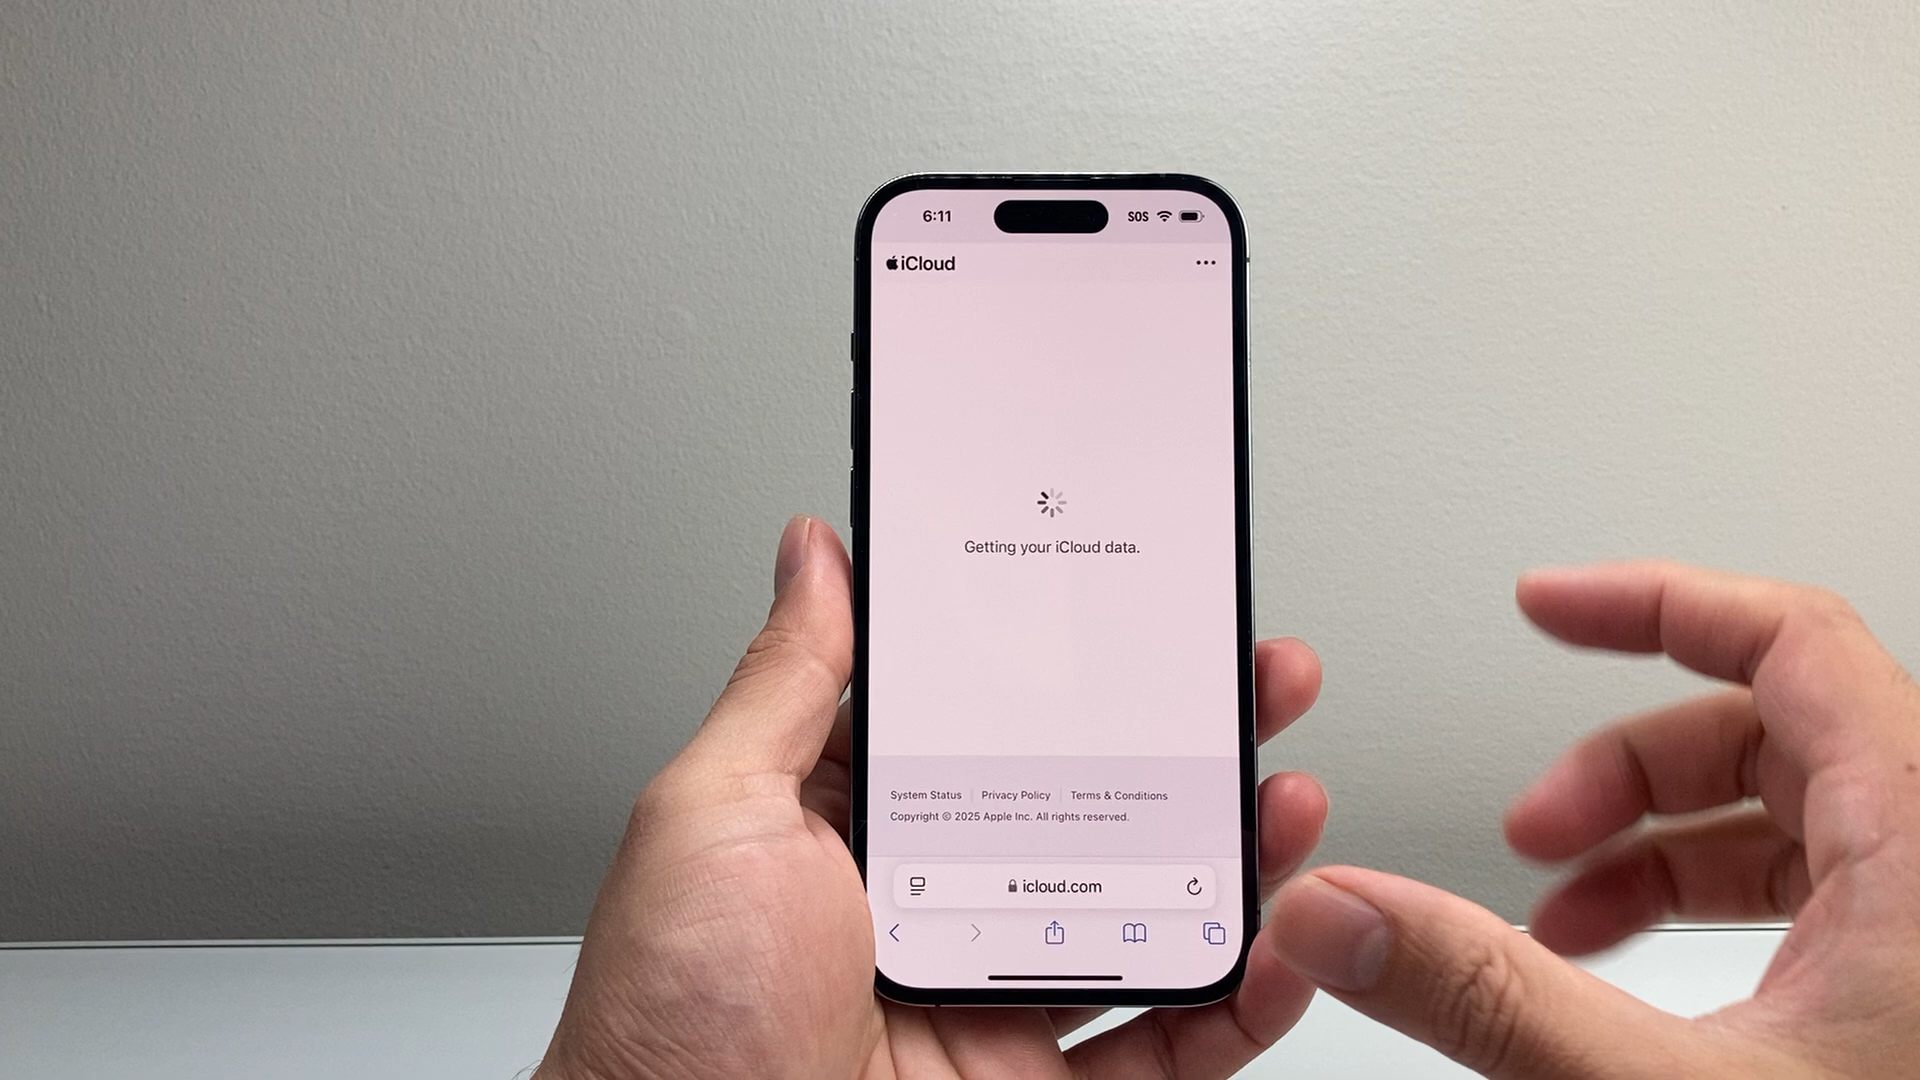 6:11 SOS
iCloud
Getting your iCloud data.
System Status Privacy Policy Terms & Conditions
Copyright © 2025 Apple Inc. All rights reserved.
icloud.com